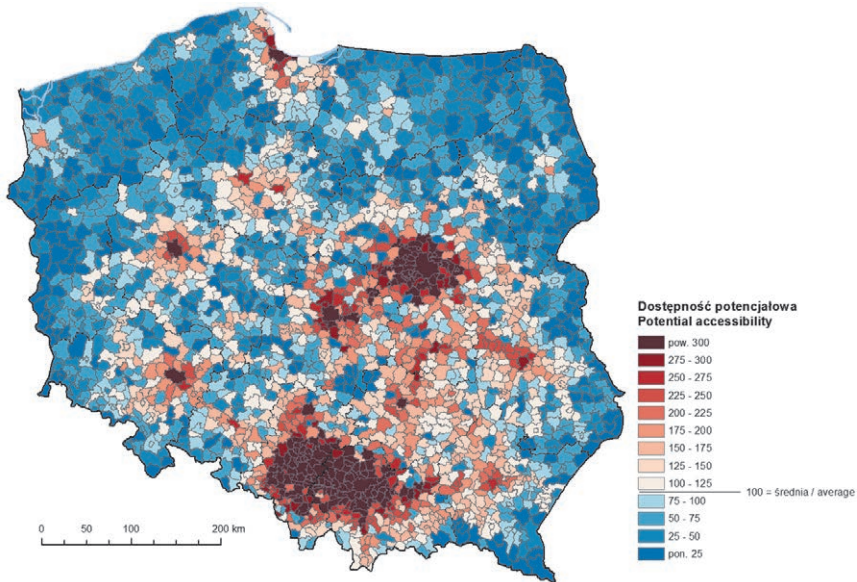 Dostępność potencjałowa
Potential accessibility
pow. 300
275 - 300
250 - 275
225 - 250
200 - 225
175 - 200
150 - 175
125 - 150
100 - 125
100 = średnia / average
75 - 100
50 - 75
25 - 50
pon. 25
0 50 100 200 km